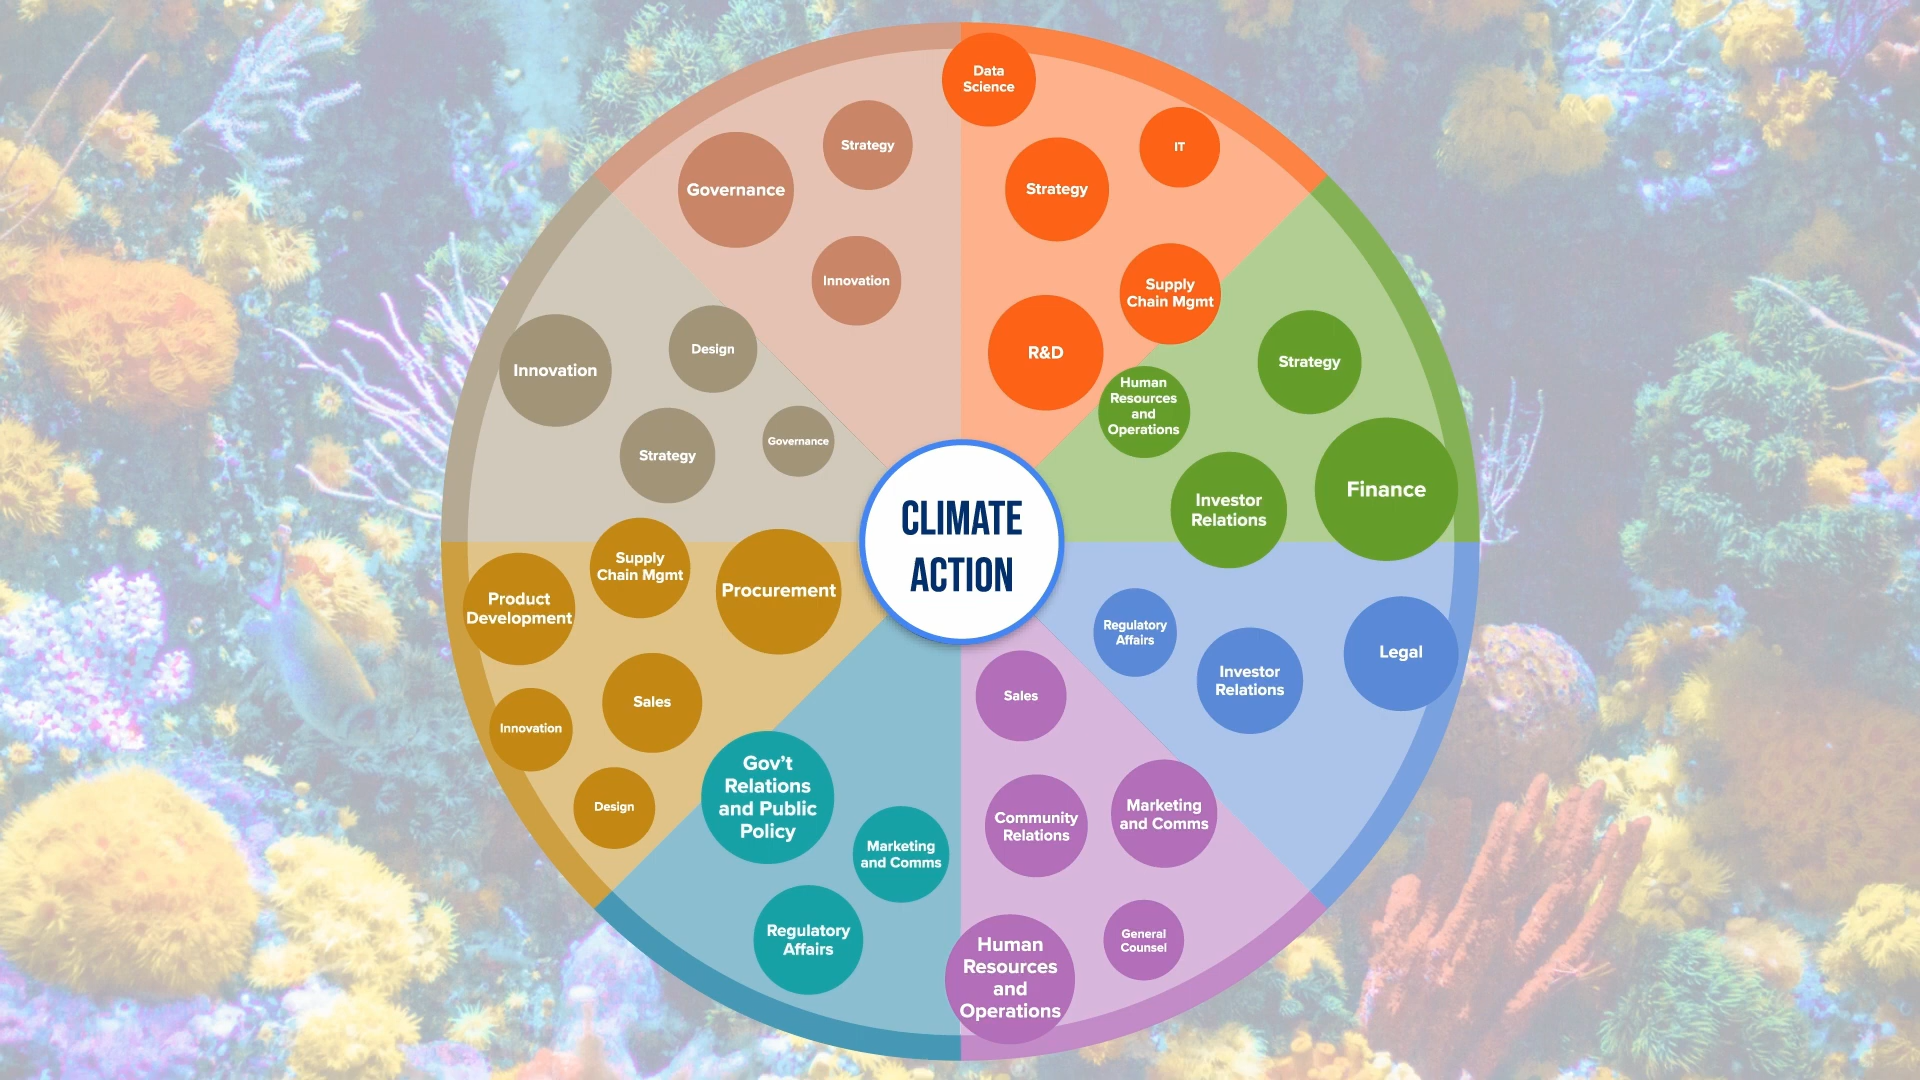 Data
Science
Strategy
IT
Supply
Chain Mgmt
R&D
Strategy
Human
Resources
and
Operations
Finance
Investor
Relations
Regulatory
Affairs
Investor
Relations
Legal
Sales
Community
Relations
Marketing
and Comms
General
Counsel
Human
Resources
and
Operations
Gov’t
Relations
and Public
Policy
Marketing
and Comms
Regulatory
Affairs
Supply
Chain Mgmt
Procurement
Product
Development
Sales
Innovation
Design
Innovation
Design
Strategy
Governance
Governance
Strategy
Innovation
CLIMATE
ACTION